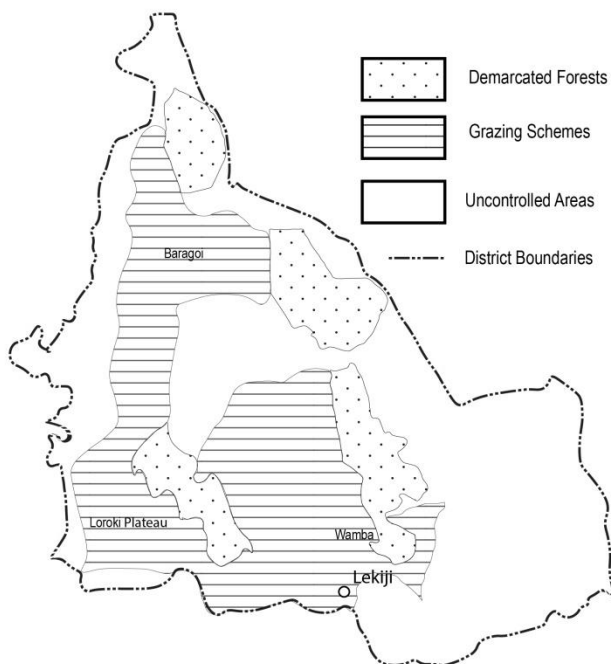 Demarcated Forests
Grazing Schemes
Uncontrolled Areas
District Boundaries
Baragoi
Loroki Plateau
Wamba
Lekiji